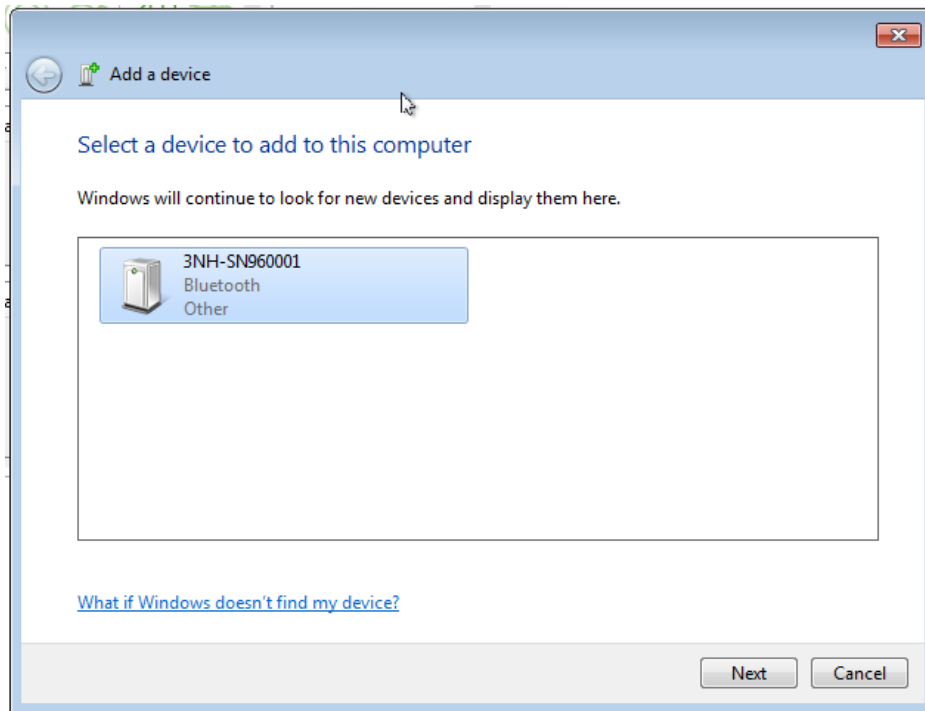 Add a device
Select a device to add to this computer
Windows will continue to look for new devices and display them here.
3NH-SN960001
Bluetooth
Other
What if Windows doesn't find my device?
Next
Cancel